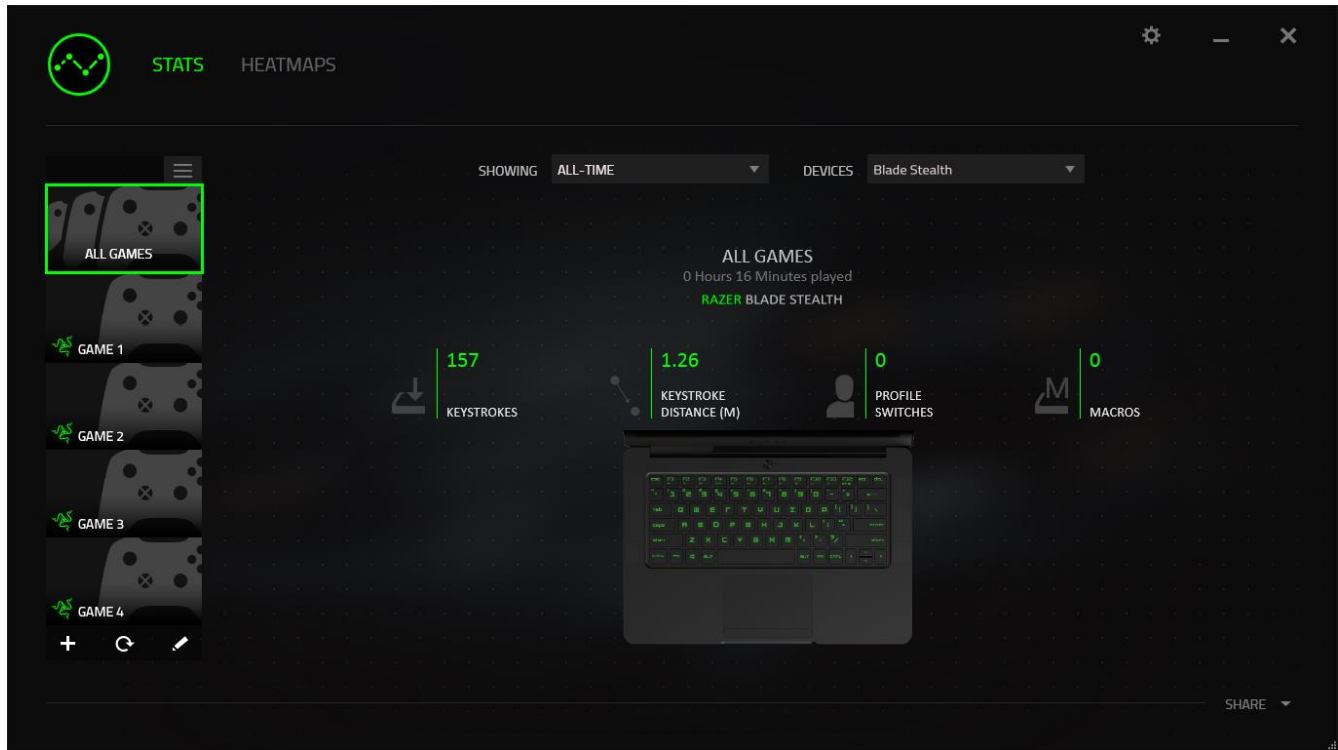 STATS
HEATMAPS
SHOWING
ALL-TIME
DEVICES
Blade Stealth
ALL GAMES
GAME 1
GAME 2
GAME 3
GAME 4
ALL GAMES
0 Hours 16 Minutes played
RAZER BLADE STEALTH
157
KEYSTROKES
1.26
KEYSTROKE
DISTANCE (M)
0
PROFILE
SWITCHES
M
0
MACROS
SHARE